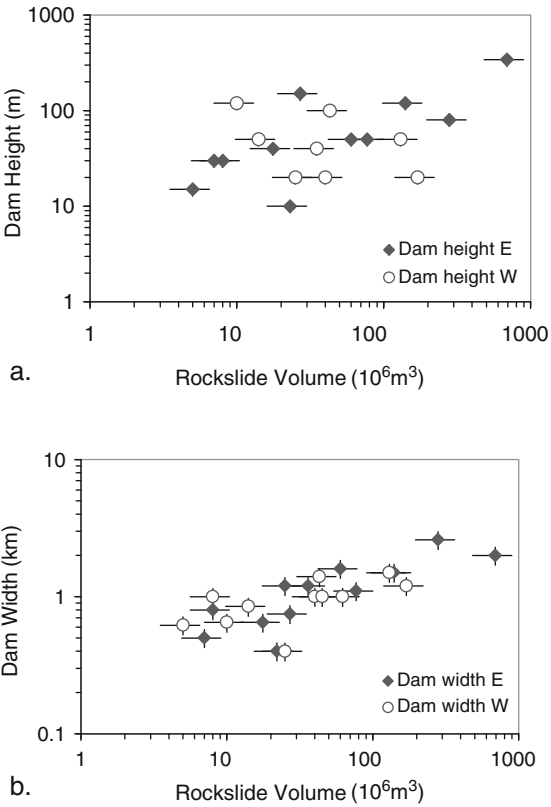 1000
100
10
1
Dam Height (m)
Dam height E
Dam height W
1 10 100 1000
a. Rockslide Volume (10⁶m³)
10
1
0.1
Dam Width (km)
Dam width E
Dam width W
1 10 100 1000
b. Rockslide Volume (10⁶m³)